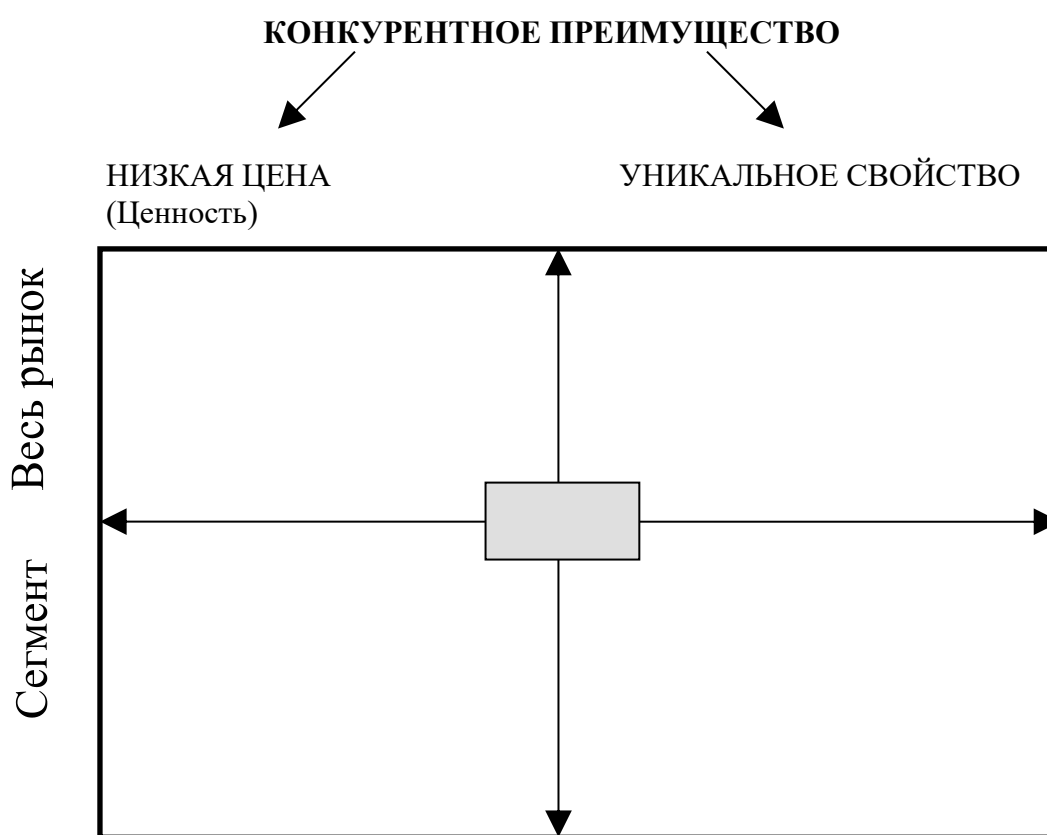 КОНКУРЕНТНОЕ ПРЕИМУЩЕСТВО
НИЗКАЯ ЦЕНА
(Ценность)
УНИКАЛЬНОЕ СВОЙСТВО
Весь рынок
Сегмент